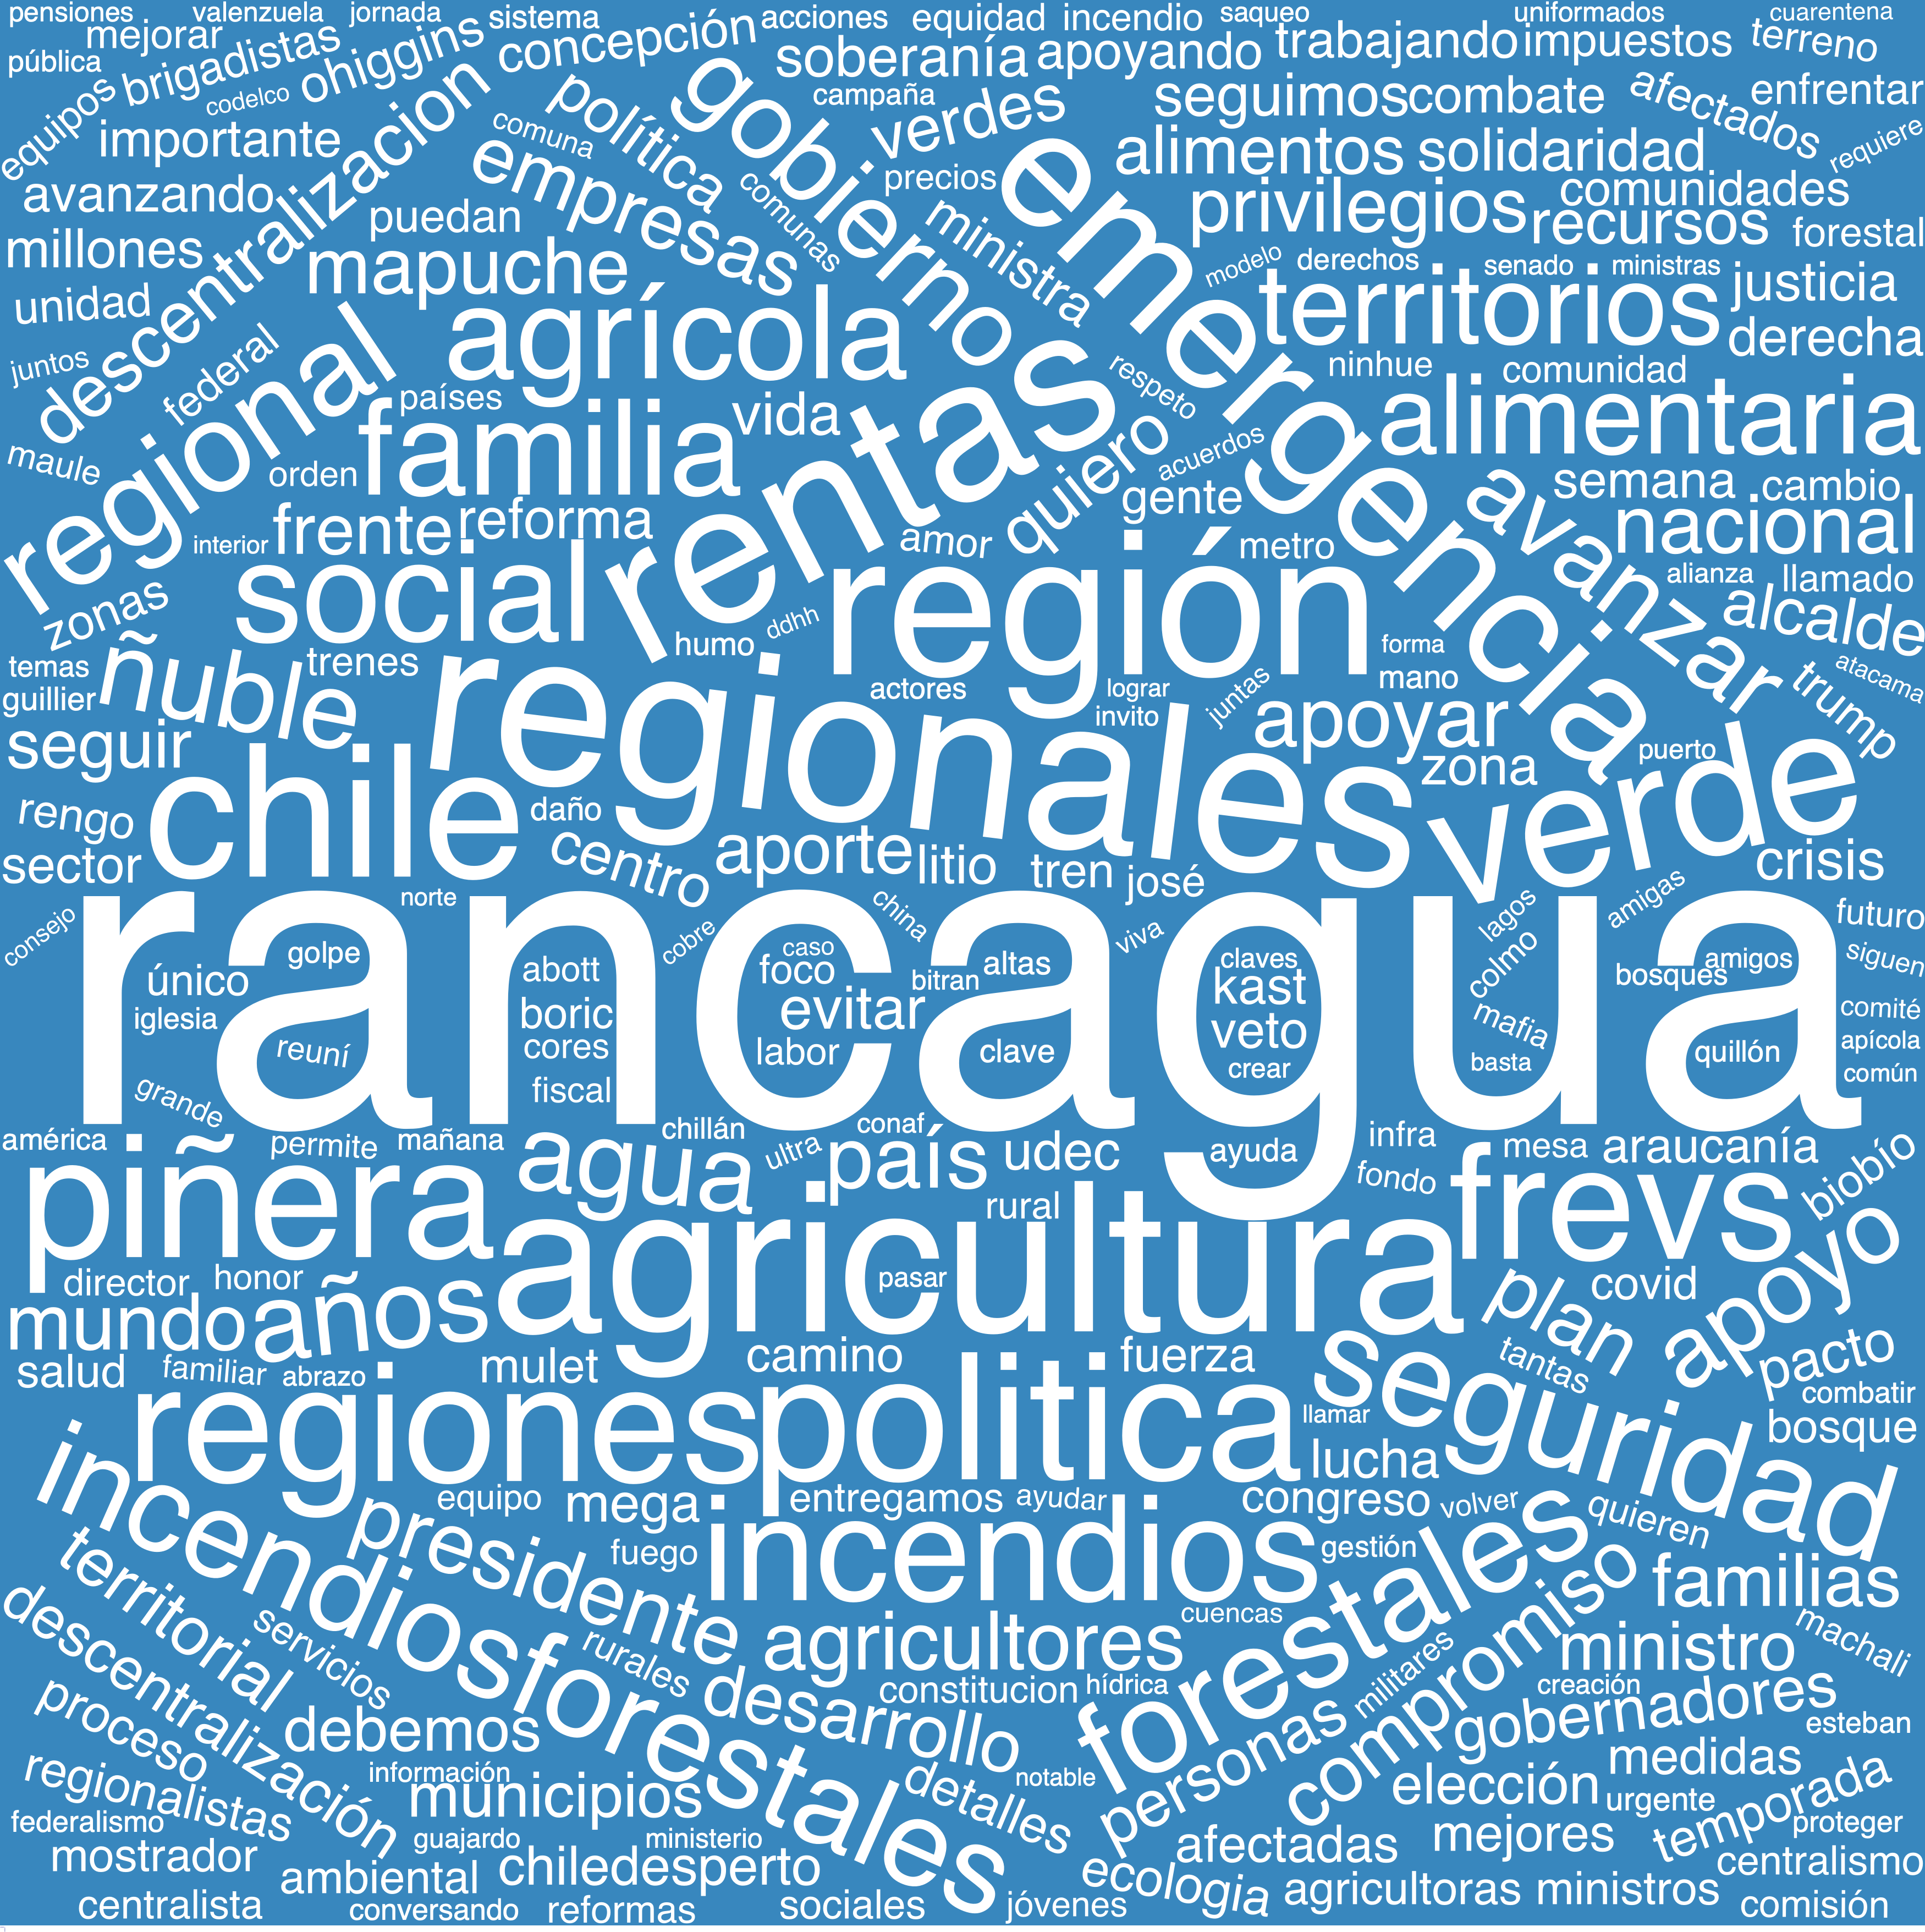 pensiones
valenzuela
jornada
sistema
acciones
equidad
incendio
saqueo
uniformados
cuarentena
mejorar
brigadistas
ohiggins
concepción
soberanía
apoyando
trabajando
impuestos
terreno
pública
equipos
codelco
descentralizacion
política
gobierno
campaña
verdes
seguimos
combate
afectados
enfrentar
importante
comuna
empresas
comunas
precios
emergencia
alimentos
solidaridad
requiere
avanzando
puedan
ministra
privilegios
comunidades
recursos
forestal
millones
mapuche
modelo
derechos
senado
ministras
justicia
unidad
agrícola
territorios
derecha
juntos
federal
regional
países
vida
rentas
respeto
ninhue
comunidad
alimentaria
maule
orden
familia
quiero
acuerdos
gente
avanzar
semana
cambio
interior
frente
reforma
amor
metro
nacional
zonas
social
región
alianza
llamado
alcalde
temas
ñuble
trenes
humo
ddhh
forma
atacama
guillier
regionales
actores
lograr
invito
juntas
mano
trump
seguir
apoyar
zona
puerto
rengo
chile
daño
verde
sector
centro
aporte
litio
tren
josé
crisis
norte
consejo
rancagua
cobre
china
viva
lagos
amigas
futuro
único
golpe
abott
caso
foco
bitran
altas
claves
kast
colmo
bosques
amigos
siguen
iglesia
boric
evitar
veto
mafia
comité
reuní
cores
labor
clave
crear
basta
quillón
apícola
grande
fiscal
común
américa
permite
mañana
chillán
conaf
infra
mesa
araucanía
biobío
piñera
agua
ultra
país
udec
ayuda
fondo
frevs
rural
agricultura
director
honor
pasar
covid
apoyo
mundo
años
plan
salud
familiar
abrazo
mulet
camino
fuerza
tantas
pacto
combatir
regiones
politica
llamar
seguridad
bosque
lucha
incendiosforestales
presidente
equipo
mega
entregamos
ayudar
congreso
volver
quieren
fuego
incendios
gestión
forestales
familias
territorial
servicios
rurales
agricultores
cuencas
militares
compromiso
ministro
machali
descentralización
proceso
desarrollo
constitucion
hídrica
personas
creación
gobernadores
esteban
debemos
regionalistas
información
municipios
detalles
notable
elección
medidas
urgente
temporada
federalismo
guajardo
ministerio
proteger
mostrador
ambiental
chiledesperto
afectadas
mejores
centralismo
centralista
conversando
reformas
sociales
jóvenes
ecologia
agricultoras
ministros
comisión